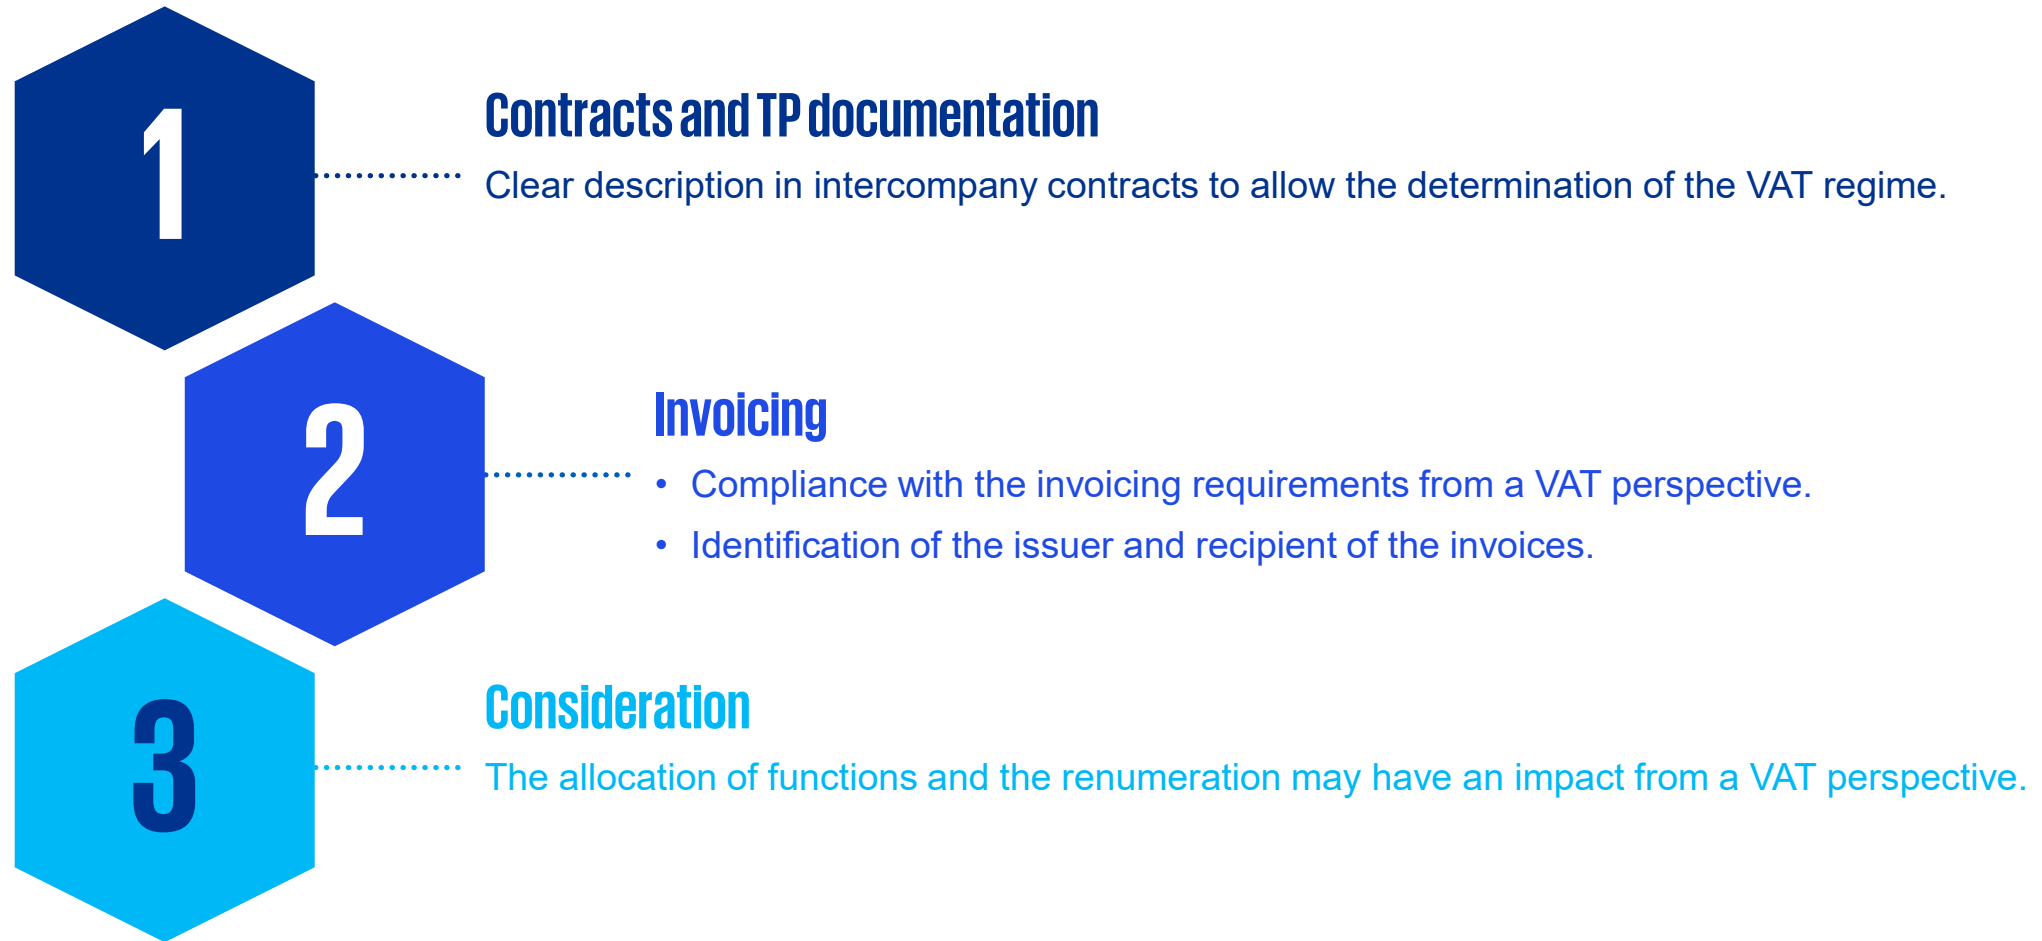 1
Contracts and TP documentation
Clear description in intercompany contracts to allow the determination of the VAT regime.
2
Invoicing
• Compliance with the invoicing requirements from a VAT perspective.
• Identification of the issuer and recipient of the invoices.
3
Consideration
The allocation of functions and the renumeration may have an impact from a VAT perspective.